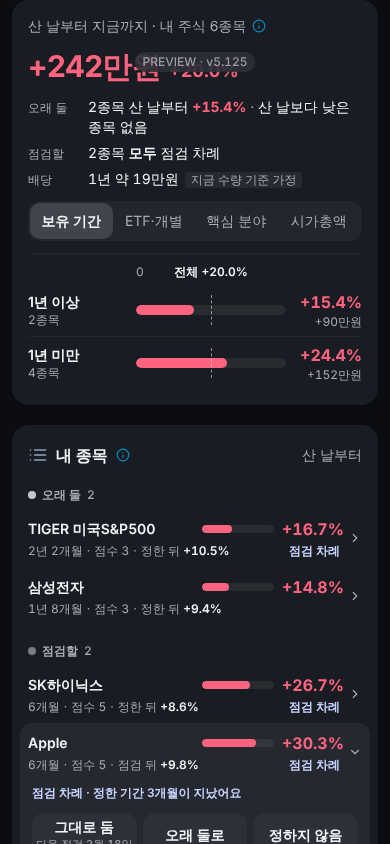 산 날부터 지금까지 · 내 주식 6종목
+242만원 +20.0%
PREVIEW · v5.125
오래 둘 2종목 산 날부터 +15.4% · 산 날보다 낮은
종목 없음
점검할 2종목 모두 점검 차례
배당 1년 약 19만원 지금 수량 기준 가정
보유 기간 ETF·개별 핵심 분야 시가총액
0 전체 +20.0%
1년 이상 +15.4%
2종목 +90만원
1년 미만 +24.4%
4종목 +152만원
내 종목 산 날부터
오래 둘 2
TIGER 미국S&P500 +16.7%
2년 2개월 · 점수 3 · 정한 뒤 +10.5% 점검 차례
삼성전자 +14.8%
1년 8개월 · 점수 3 · 정한 뒤 +9.4%
점검할 2
SK하이닉스 +26.7%
6개월 · 점수 5 · 정한 뒤 +8.6% 점검 차례
Apple +30.3%
6개월 · 점수 5 · 점검 뒤 +9.8% 점검 차례
점검 차례 · 정한 기간 3개월이 지났어요
그대로 둠 오래 둘로 정하지 않음